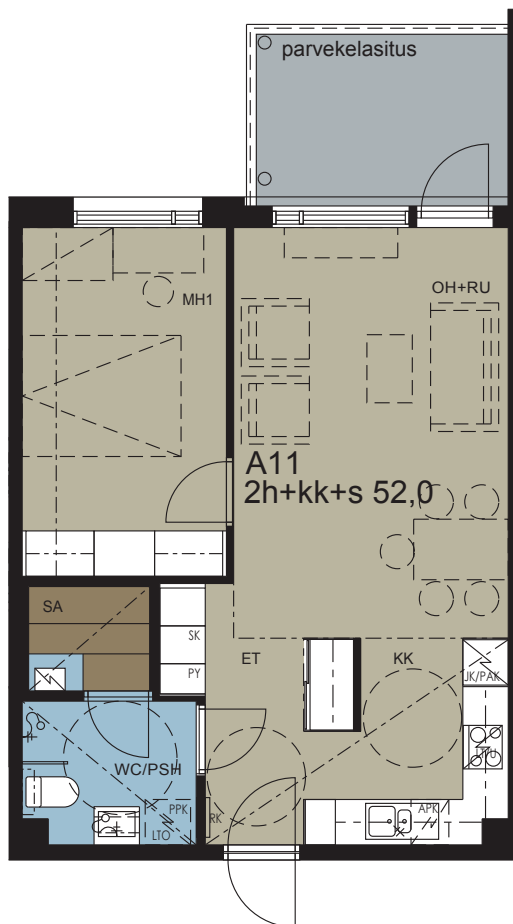 parvekelasitus
MH1
OH+RU
A11
2h+kk+s 52,0
SA
SK
PY
ET
KK
JK/PAK
WC/PSH
PPK
LTO
RK
APK